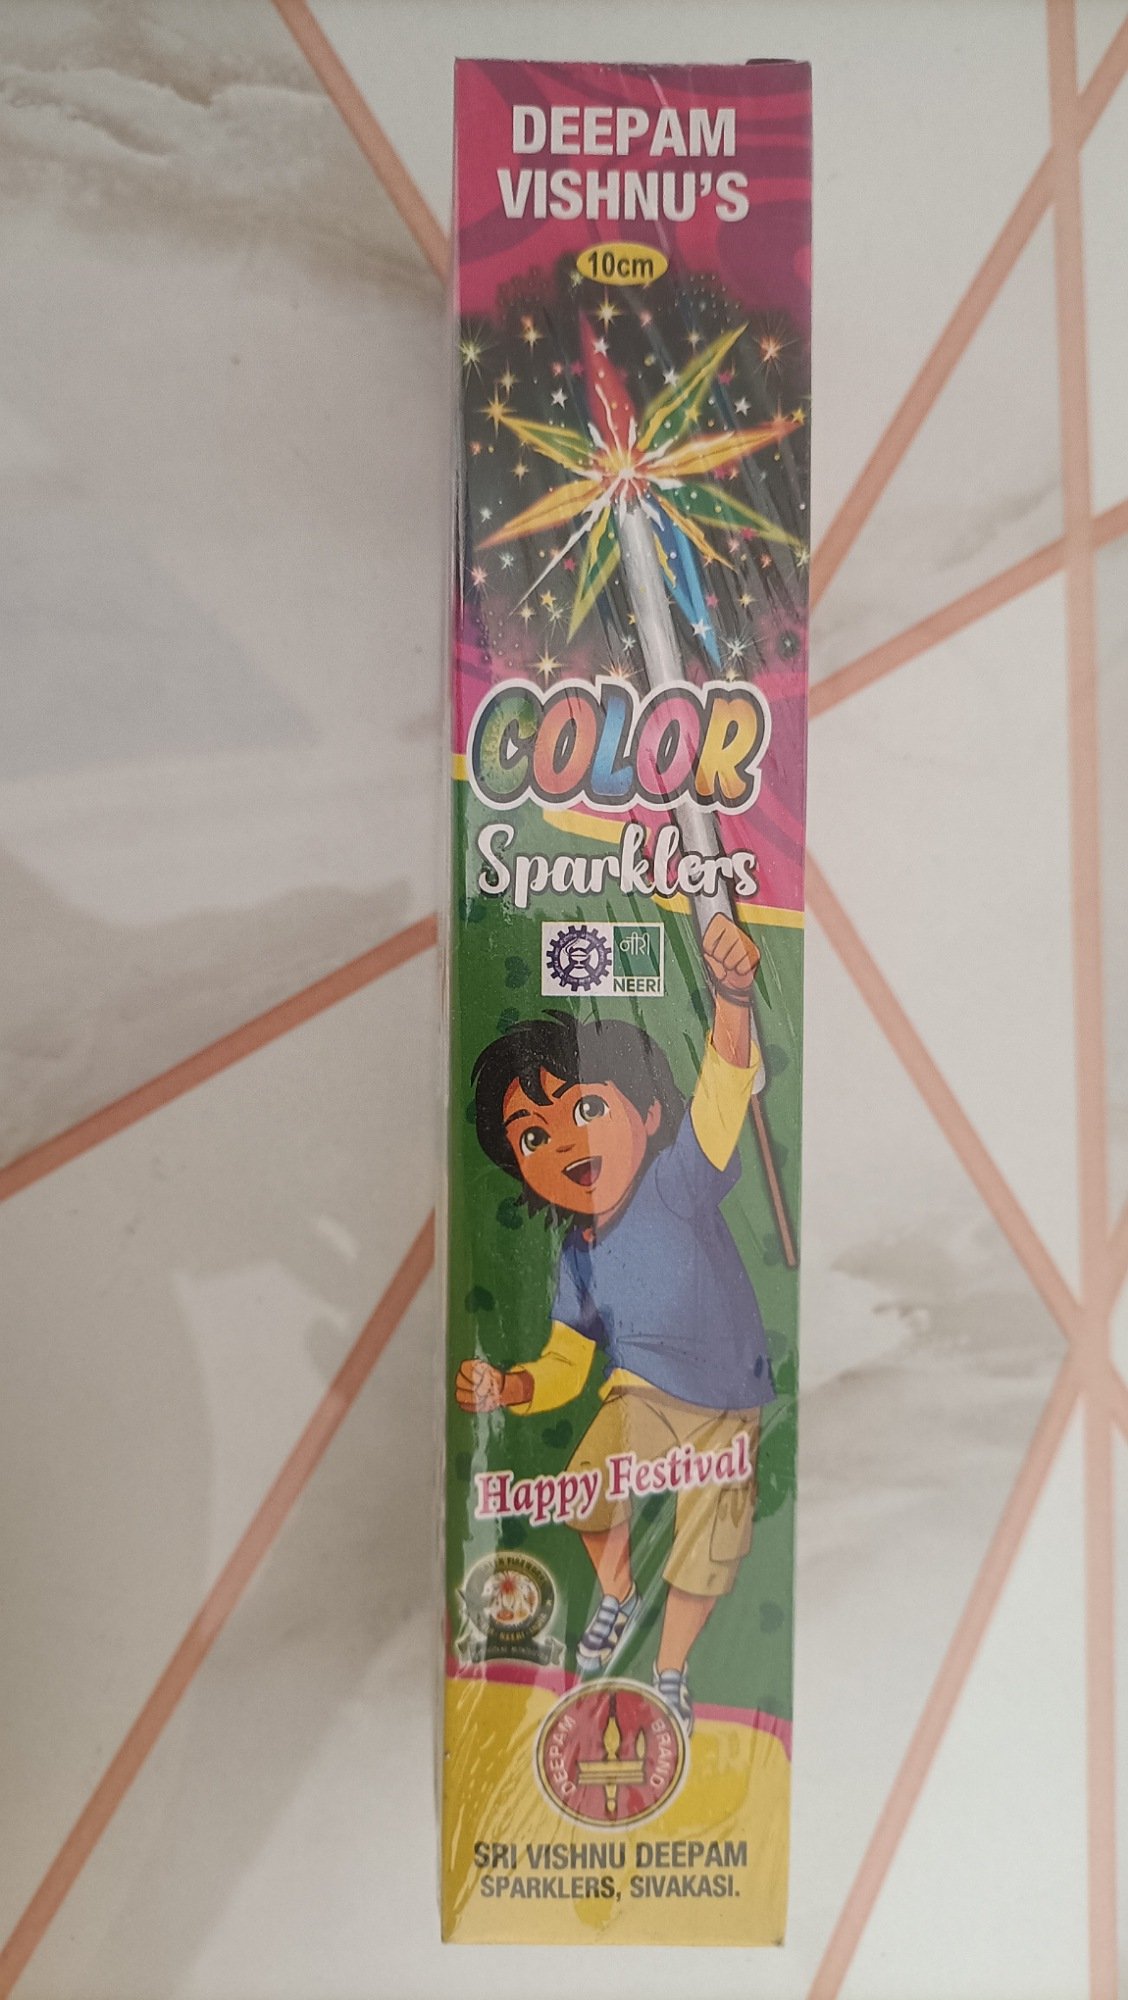 DEEPAM
VISHNU'S
10cm
COLOR
Sparklers
नीरी
NEERI
Happy Festival
DEEPAM BRAND
SRI VISHNU DEEPAM
SPARKLERS, SIVAKASI.